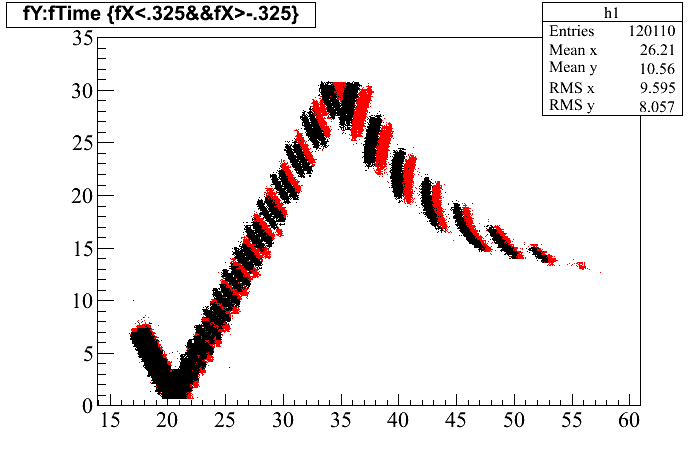 fY:fTime {fX<.325&&fX>-.325}
h1
Entries 120110
Mean x 26.21
Mean y 10.56
RMS x 9.595
RMS y 8.057
35
30
25
20
15
10
5
0
15 20 25 30 35 40 45 50 55 60